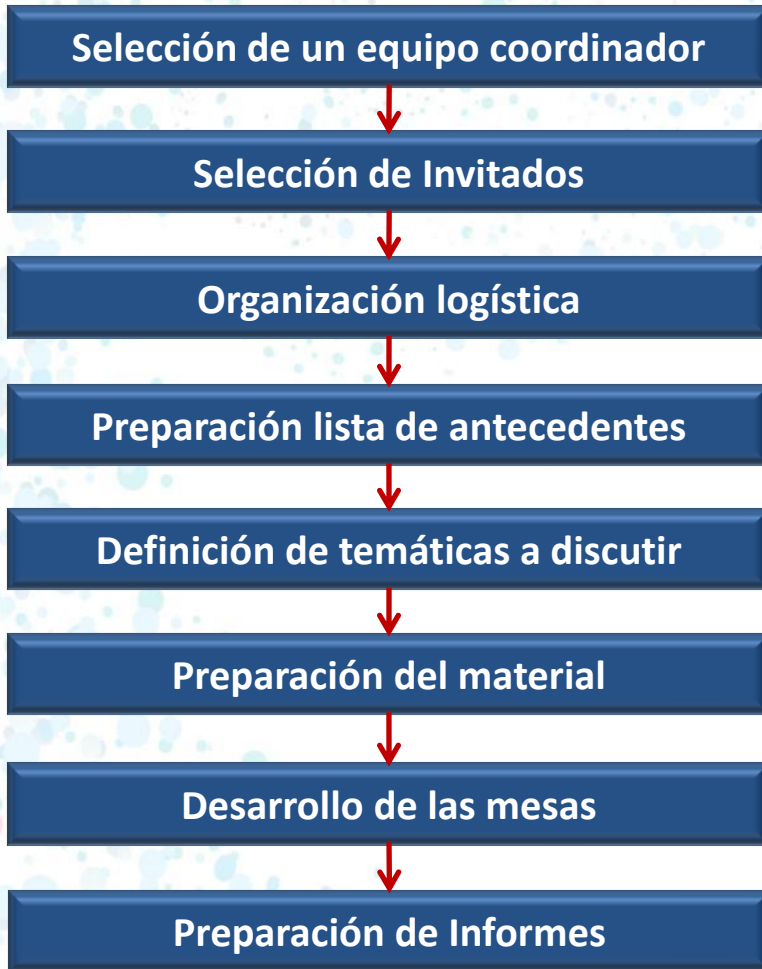 Selección de un equipo coordinador
Selección de Invitados
Organización logística
Preparación lista de antecedentes
Definición de temáticas a discutir
Preparación del material
Desarrollo de las mesas
Preparación de Informes